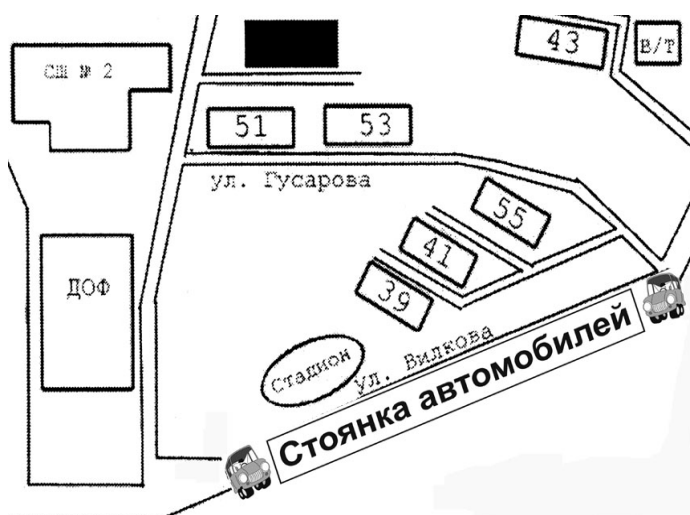 43
В/Т
СШ № 2
51
53
ул. Гусарова
55
41
ДОФ
39
Стадион
ул. Вилкова
Стоянка автомобилей